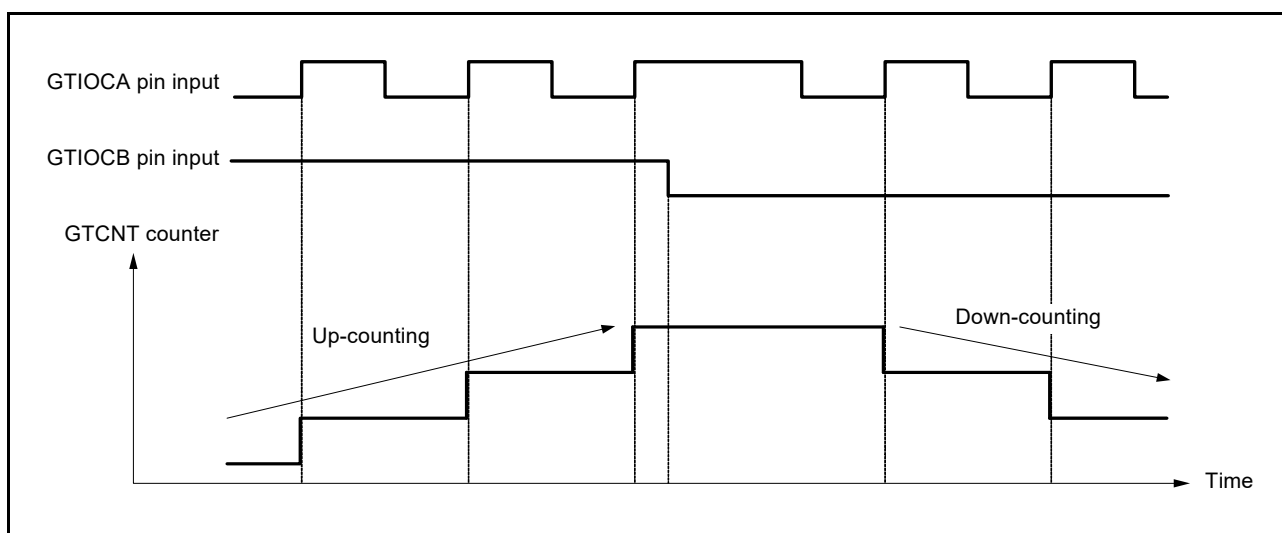 GTIOCA pin input
GTIOCB pin input
GTCNT counter
Up-counting
Down-counting
Time